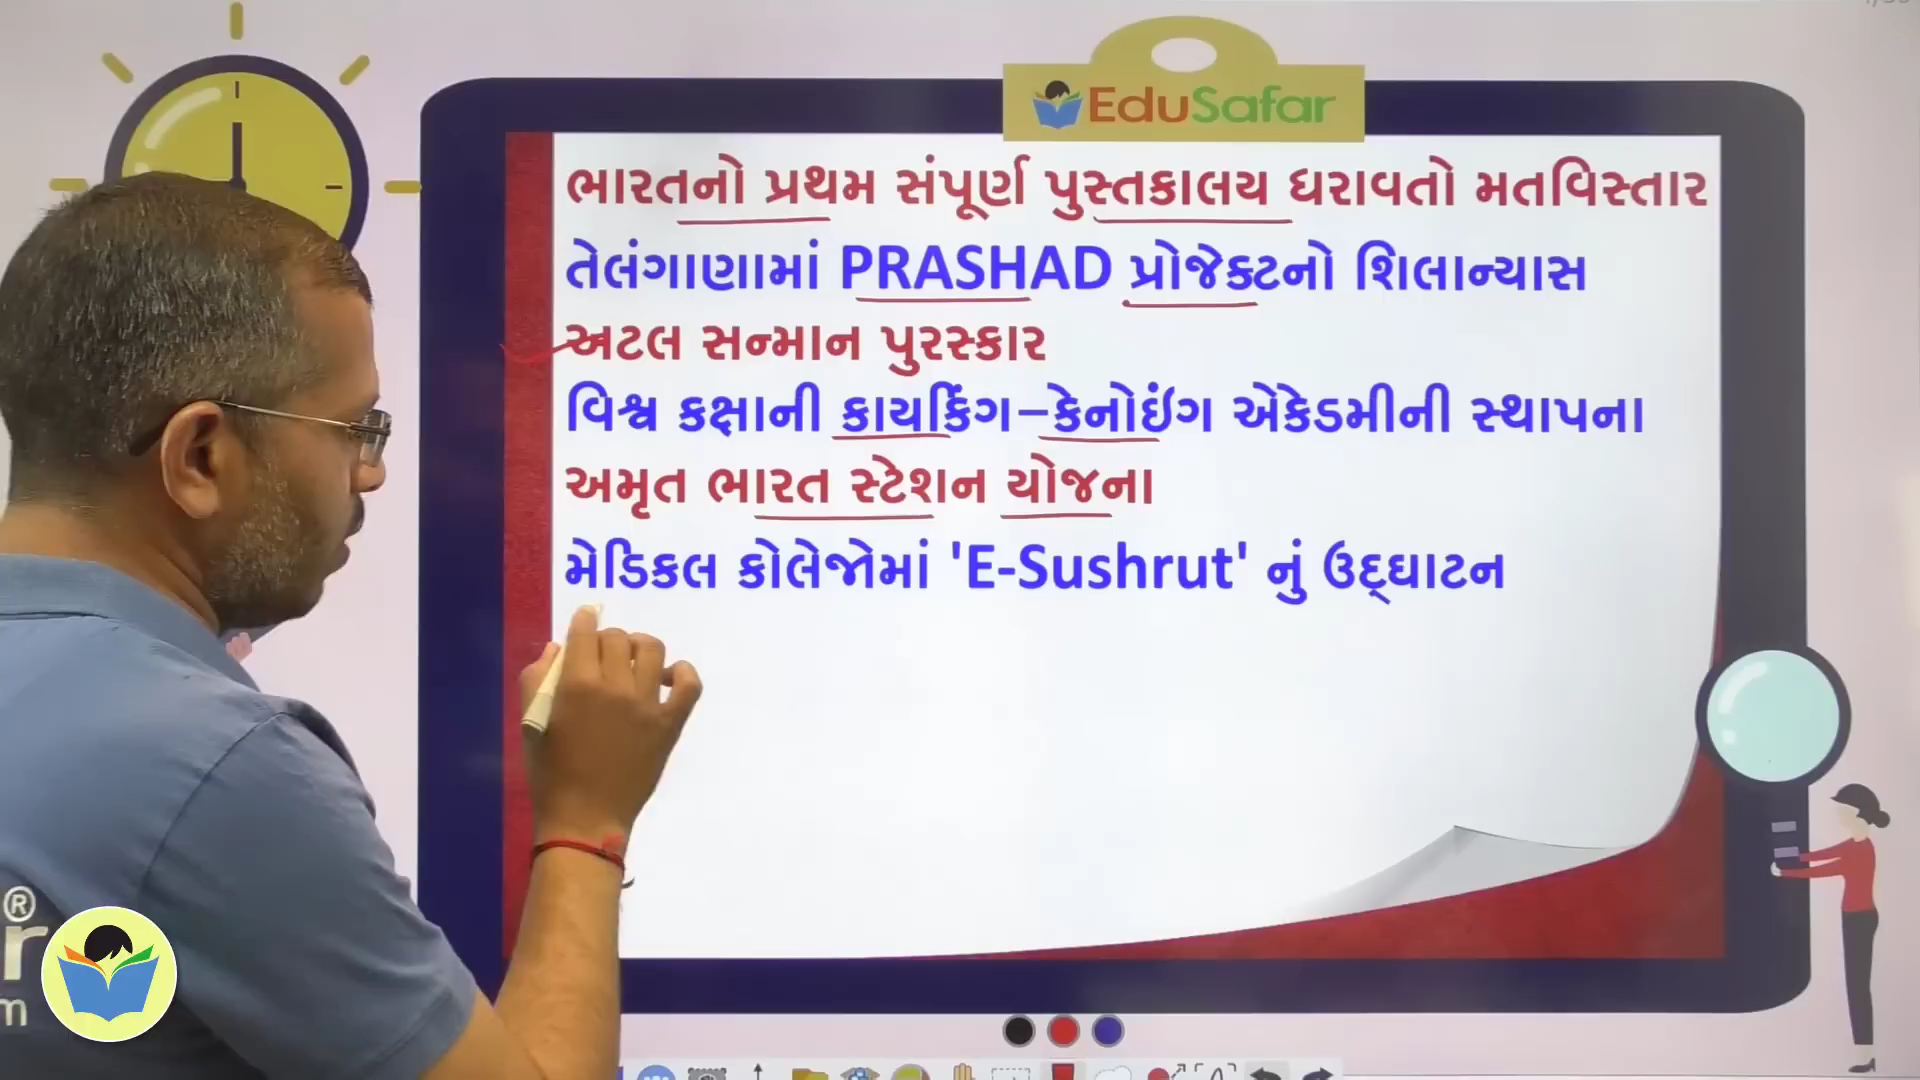 EduSafar
ભારતનો પ્રથમ સંપૂર્ણ પુસ્તકાલય ધરાવતો મતવિસ્તાર
તેલંગાણામાં PRASHAD પ્રોજેક્ટનો શિલાન્યાસ
અટલ સન્માન પુરસ્કાર
વિશ્વ કક્ષાની કાયકિંગ–કેનોઇંગ એકેડમીની સ્થાપના
અમૃત ભારત સ્ટેશન યોજના
મેડિકલ કોલેજોમાં 'E-Sushrut' નું ઉદ્‌ઘાટન
®
r
m